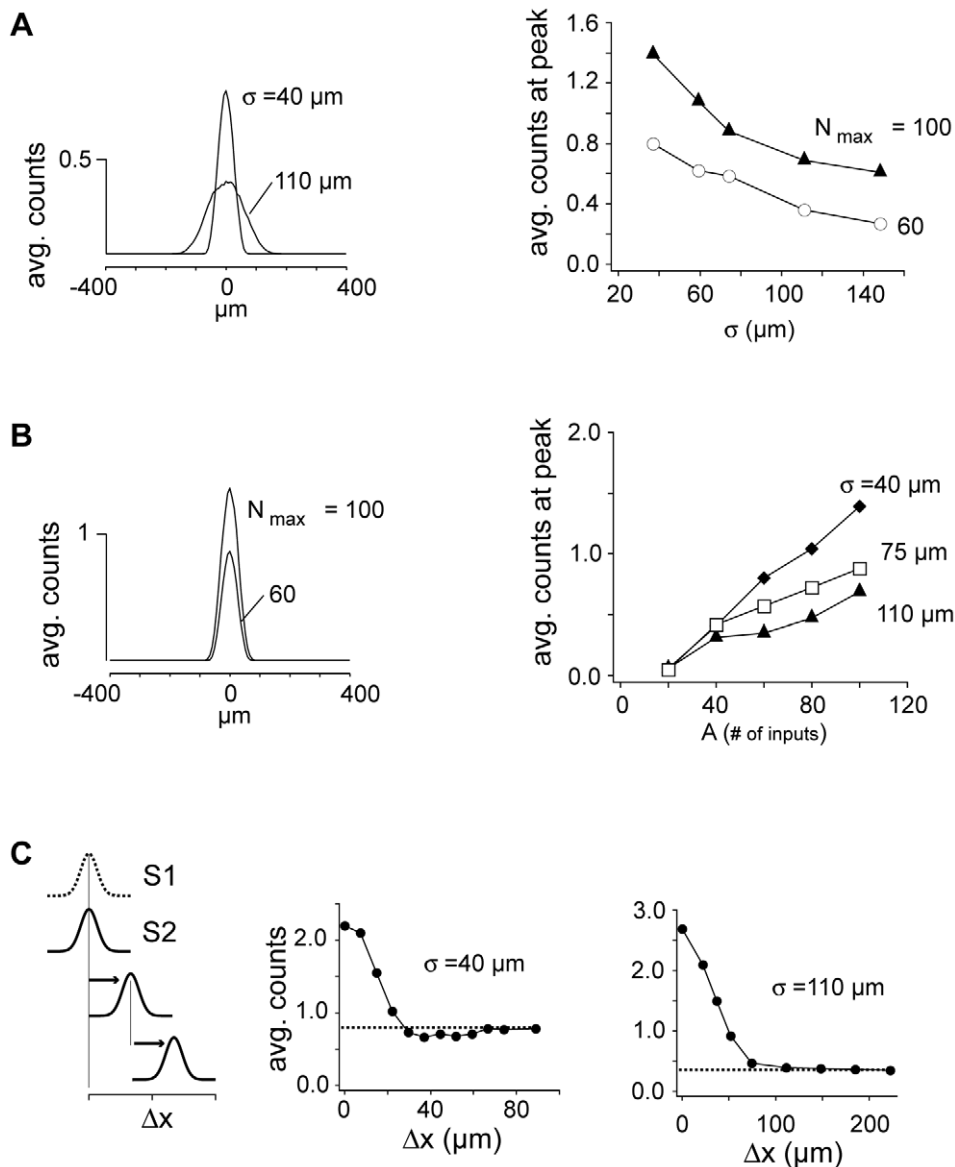 A
avg. counts
0.5
σ =40 µm
110 µm
-400
0
400
µm
avg. counts at peak
1.6
1.2
0.8
0.4
0.0
N max = 100
60
20
60
100
140
σ (µm)
B
avg. counts
1
N max = 100
60
-400
0
400
µm
avg. counts at peak
2.0
1.0
0.0
σ =40 µm
75 µm
110 µm
0
40
80
120
A (# of inputs)
C
S1
S2
Δx
avg. counts
2.0
1.0
0.0
σ =40 µm
0
40
80
Δx (µm)
3.0
2.0
1.0
0.0
σ =110 µm
0
100
200
Δx (µm)